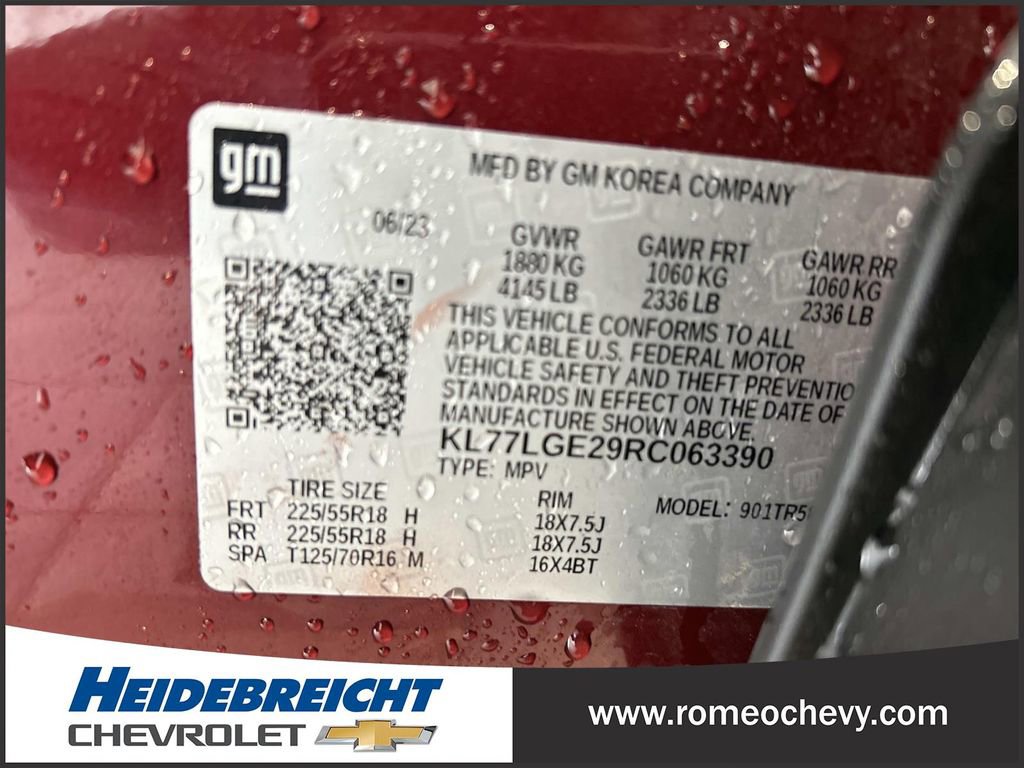 gm
MFD BY GM KOREA COMPANY
06/23
GVWR GAWR FRT GAWR RR
1880 KG 1060 KG 1060 KG
4145 LB 2336 LB 2336 LB
THIS VEHICLE CONFORMS TO ALL
APPLICABLE U.S. FEDERAL MOTOR
VEHICLE SAFETY AND THEFT PREVENTIO
STANDARDS IN EFFECT ON THE DATE OF
MANUFACTURE SHOWN ABOVE.
KL77LGE29RC063390
TYPE: MPV
TIRE SIZE RIM MODEL: 901TR5
FRT 225/55R18 H 18X7.5J
RR 225/55R18 H 18X7.5J
SPA T125/70R16 M 16X4BT
HEIDEBREICHT
CHEVROLET
www.romeochevy.com